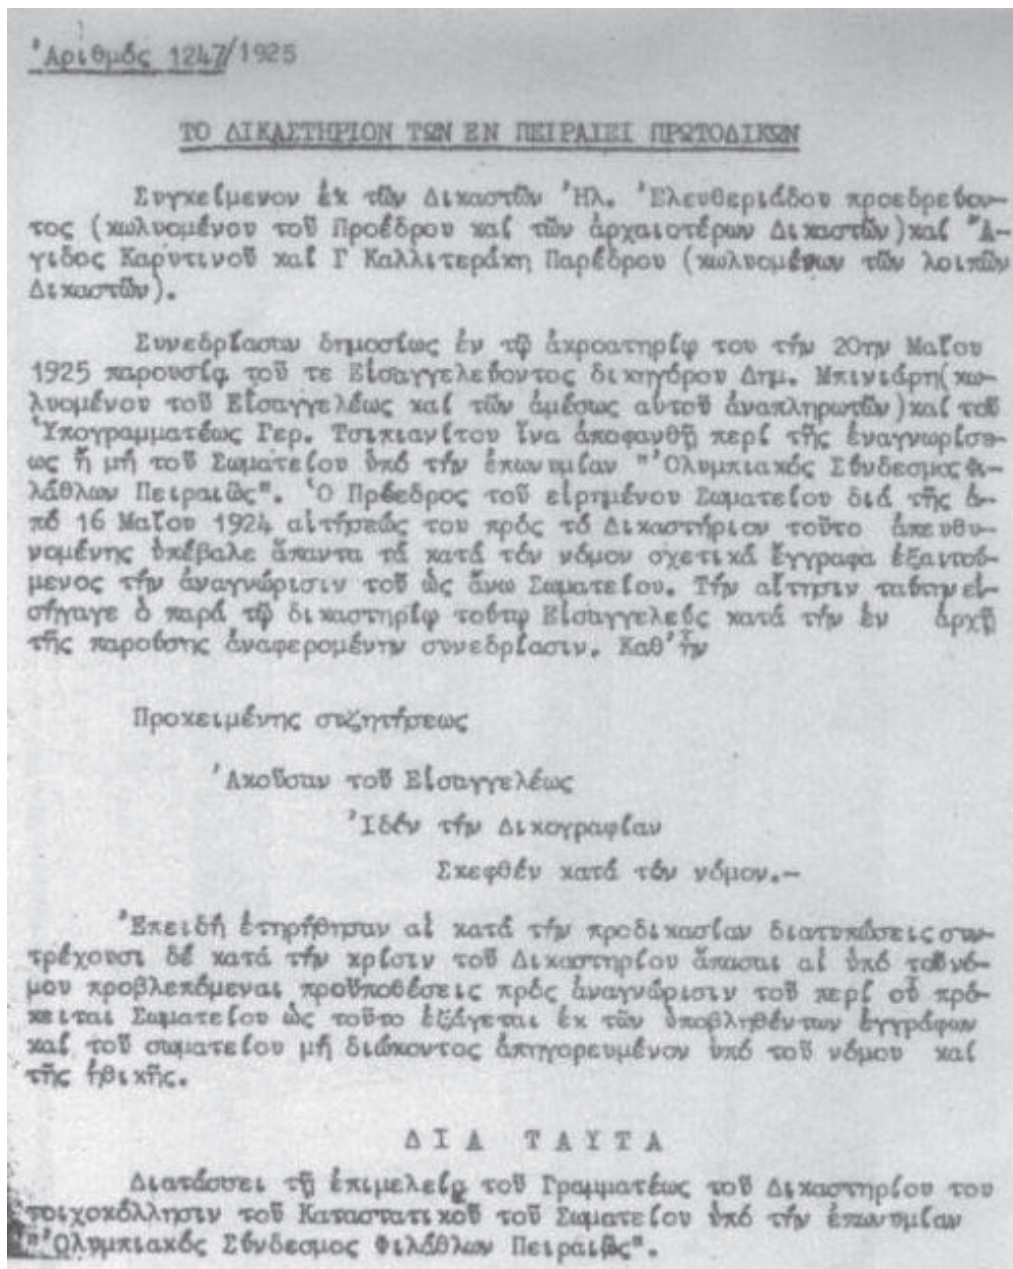 Ἀριθμός 1247/1925
ΤΟ ΔΙΚΑΣΤΗΡΙΟΝ ΤΩΝ ΕΝ ΠΕΙΡΑΙΕΙ ΠΡΩΤΟΔΙΚΩΝ
Συγκείμενον ἐκ τῶν Δικαστῶν Ἠλ. Ἐλευθεριάδου προεδρεύον-
τος (κωλυομένου τοῦ Προέδρου καί τῶν ἀρχαιοτέρων Δικαστῶν)καί Ἄ-
γιδος Καρυτινοῦ καί Γ Καλλιτεράκη Παρέδρου (κωλυομένων τῶν λοιπῶν
Δικαστῶν).
Συνεδρίασαν δημοσίως ἐν τῷ ἀκροατηρίῳ του τήν 20ην Μαΐου
1925 παρουσίᾳ τοῦ τε Εἰσαγγελεύοντος δικηγόρου Δημ. Μπινιάρη(κω-
λυομένου τοῦ Εἰσαγγελέως καί τῶν ἀμέσως αὐτοῦ ἀναπληρωτῶν)καί τοῦ
Ὑπογραμματέως Γερ. Τσιπιανίτου ἵνα ἀποφανθῇ περί τῆς ἀναγνωρίσε-
ως ἤ μή τοῦ Σωματείου ὑπό τήν ἐπωνυμίαν "Ὀλυμπιακός Σύνδεσμος Φι-
λάθλων Πειραιῶς". Ὁ Πρόεδρος τοῦ εἰρημένου Σωματείου διά τῆς ἀ-
πό 16 Μαΐου 1924 αἰτήσεώς του πρός τό Δικαστήριον τοῦτο ἀπευθυ-
νομένης ὑπέβαλε ἅπαντα τά κατά τόν νόμον σχετικά ἔγγραφα ἐξαιτού-
μενος τήν ἀναγνώρισιν τοῦ ὡς ἄνω Σωματείου. Τήν αἴτησιν ταύτην εἰ-
σήγαγε ὁ παρά τῷ δικαστηρίῳ τούτῳ Εἰσαγγελεύς κατά τήν ἐν ἀρχῇ
τῆς παρούσης ἀναφερομένην συνεδρίασιν. Καθ'ἥν
Προκειμένης συζητήσεως
Ἀκοῦσαν τοῦ Εἰσαγγελέως
Ἰδέν τήν Δικογραφίαν
Σκεφθέν κατά τόν νόμον.-
Ἐπειδή ἐτηρήθησαν αἱ κατά τήν προδικασίαν διατυπώσεις συν-
τρέχουσι δέ κατά τήν κρίσιν τοῦ Δικαστηρίου ἅπασαι αἱ ὑπό τοῦ νό-
μου προβλεπόμεναι προϋποθέσεις πρός ἀναγνώρισιν τοῦ περί οὗ πρό-
κειται Σωματείου ὡς τοῦτο ἐξάγεται ἐκ τῶν ὑποβληθέντων ἐγγράφων
καί τοῦ σωματείου μή διώκοντος ἀπηγορευμένον ὑπό τοῦ νόμου καί
τῆς ἠθικῆς.
Δ Ι Α Τ Α Υ Τ Α
Διατάσσει τῇ ἐπιμελείᾳ τοῦ Γραμματέως τοῦ Δικαστηρίου του
τοιχοκόλλησιν τοῦ Καταστατικοῦ τοῦ Σωματείου ὑπό τήν ἐπωνυμίαν
"Ὀλυμπιακός Σύνδεσμος Φιλάθλων Πειραιῶς".